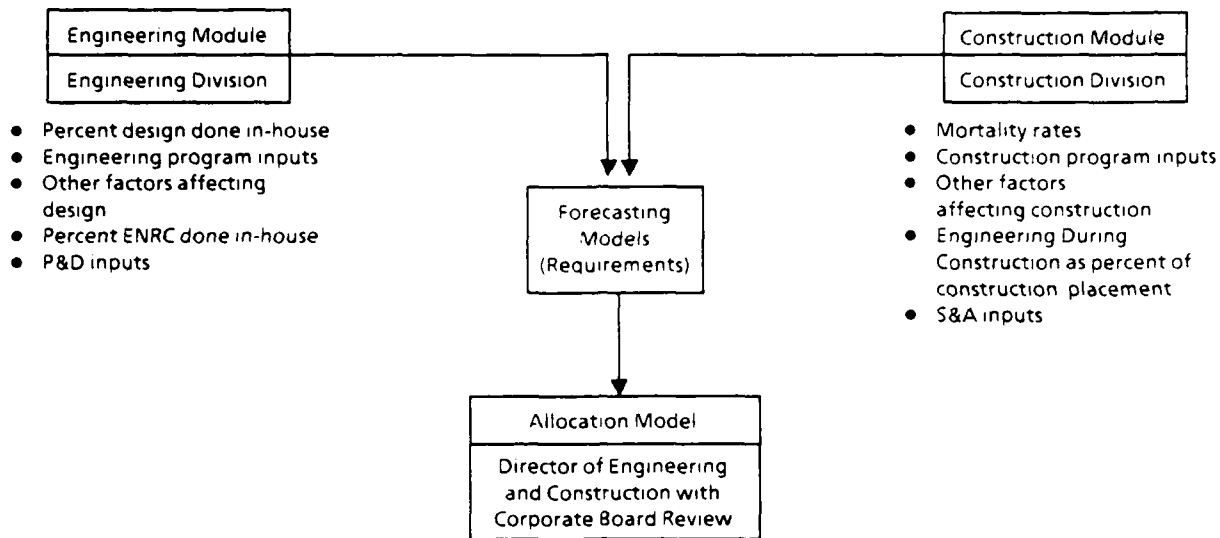 Engineering Module
Engineering Division
● Percent design done in-house
● Engineering program inputs
● Other factors affecting
design
● Percent ENRC done in-house
● P&D inputs
Construction Module
Construction Division
● Mortality rates
● Construction program inputs
● Other factors
affecting construction
● Engineering During
Construction as percent of
construction placement
● S&A inputs
Forecasting
Models
(Requirements)
Allocation Model
Director of Engineering
and Construction with
Corporate Board Review